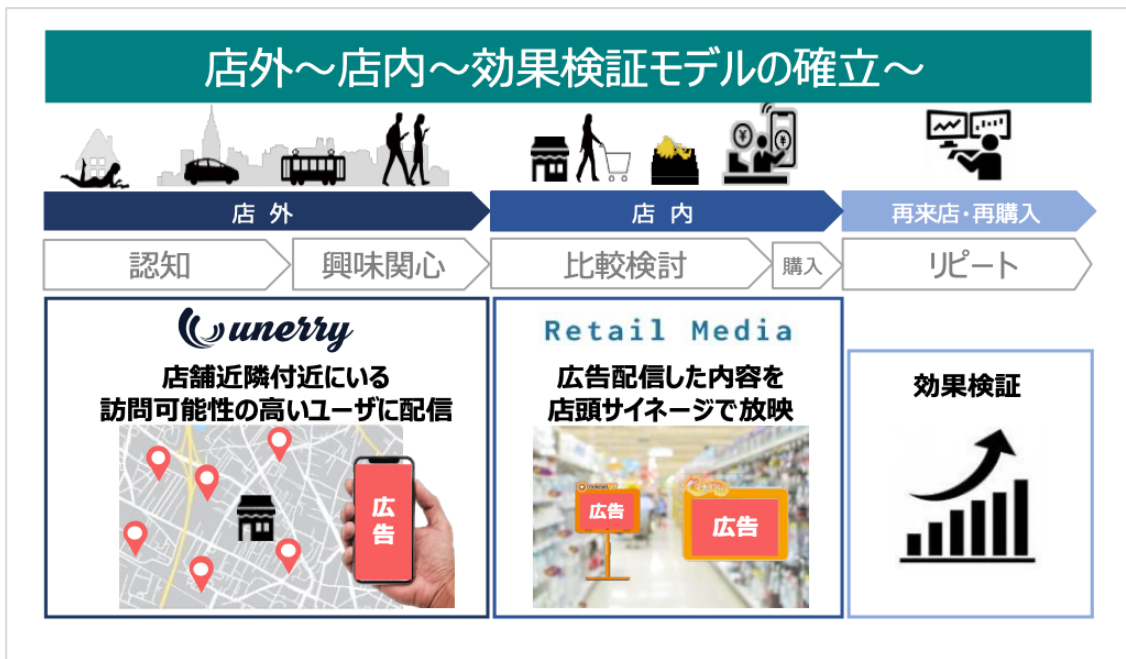 店外～店内～効果検証モデルの確立～
¥
¥
店 外
店 内
再来店・再購入
認知
興味関心
比較検討
購入
リピート
unerry
Retail Media
店舗近隣付近にいる
訪問可能性の高いユーザに配信
広告配信した内容を
店頭サイネージで放映
効果検証
広告
広告
広告